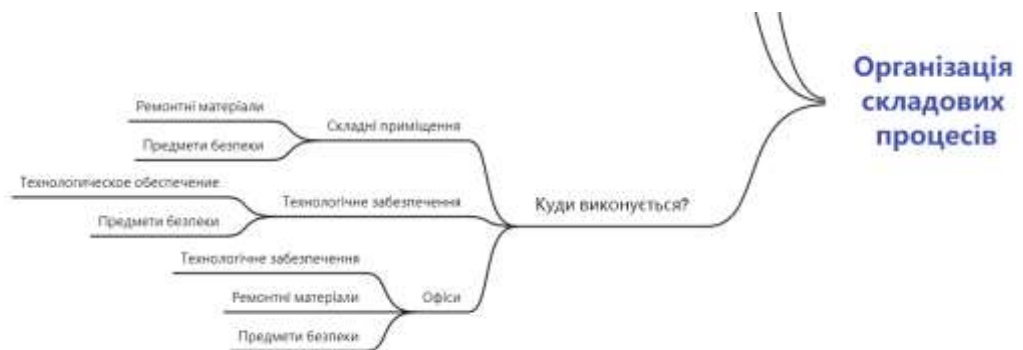 Організація
складових
процесів
Куди виконується?
Складні приміщення
Ремонтні матеріали
Предмети безпеки
Технологічне забезпечення
Технологическое обеспечение
Предмети безпеки
Офіси
Технологічне забезпечення
Ремонтні матеріали
Предмети безпеки